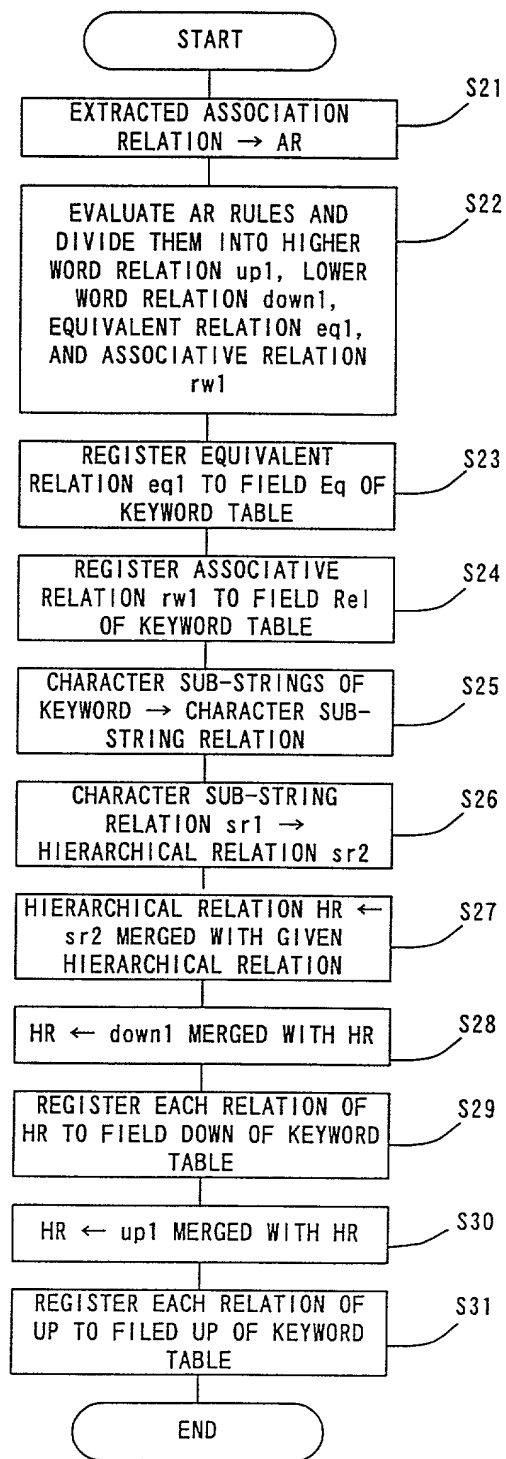 START
S21
EXTRACTED ASSOCIATION
RELATION → AR
S22
EVALUATE AR RULES AND
DIVIDE THEM INTO HIGHER
WORD RELATION up1, LOWER
WORD RELATION down1,
EQUIVALENT RELATION eq1,
AND ASSOCIATIVE RELATION
rw1
S23
REGISTER EQUIVALENT
RELATION eq1 TO FIELD Eq OF
KEYWORD TABLE
S24
REGISTER ASSOCIATIVE
RELATION rw1 TO FIELD Rel
OF KEYWORD TABLE
S25
CHARACTER SUB-STRINGS OF
KEYWORD → CHARACTER SUB-
STRING RELATION
S26
CHARACTER SUB-STRING
RELATION sr1 →
HIERARCHICAL RELATION sr2
S27
HIERARCHICAL RELATION HR ←
sr2 MERGED WITH GIVEN
HIERARCHICAL RELATION
S28
HR ← down1 MERGED WITH HR
S29
REGISTER EACH RELATION OF
HR TO FIELD DOWN OF KEYWORD
TABLE
S30
HR ← up1 MERGED WITH HR
S31
REGISTER EACH RELATION OF
UP TO FILED UP OF KEYWORD
TABLE
END